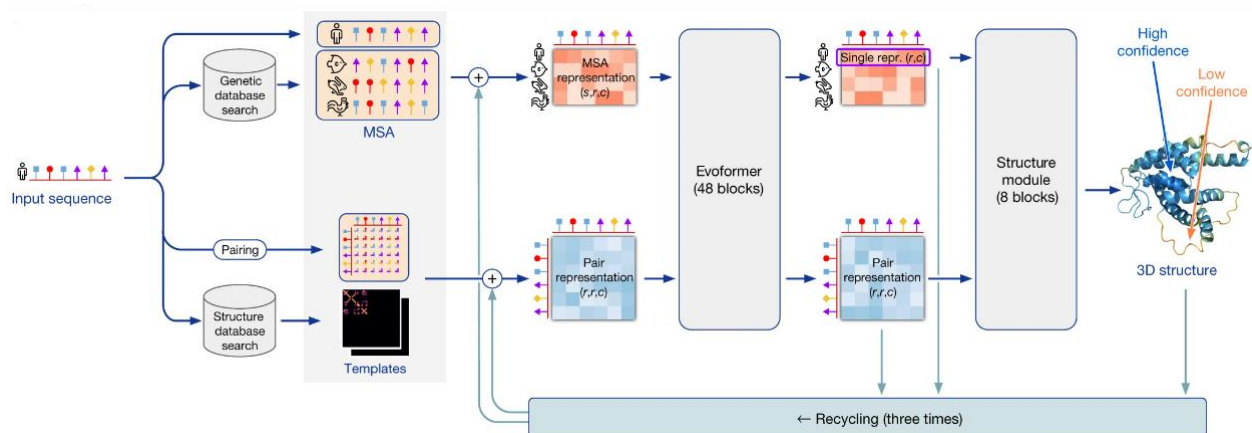 Input sequence
Genetic
database
search
MSA
Pairing
Structure
database
search
Templates
+
+
MSA
representation
(s,r,c)
Pair
representation
(r,r,c)
Evoformer
(48 blocks)
Single repr. (r,c)
Pair
representation
(r,r,c)
Structure
module
(8 blocks)
High
confidence
Low
confidence
3D structure
← Recycling (three times)